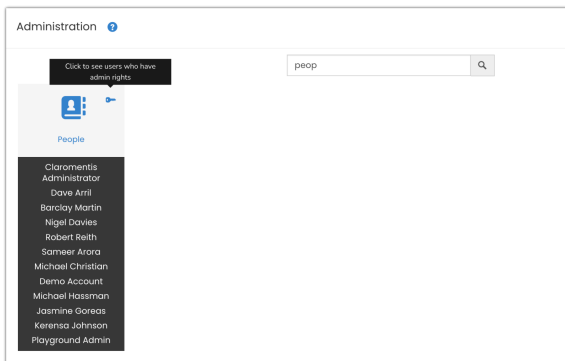 Administration ?
Click to see users who have
admin rights
peop
People
Claromentis
Administrator
Dave Arril
Barclay Martin
Nigel Davies
Robert Reith
Sameer Arora
Michael Christian
Demo Account
Michael Hassman
Jasmine Goreas
Kerensa Johnson
Playground Admin